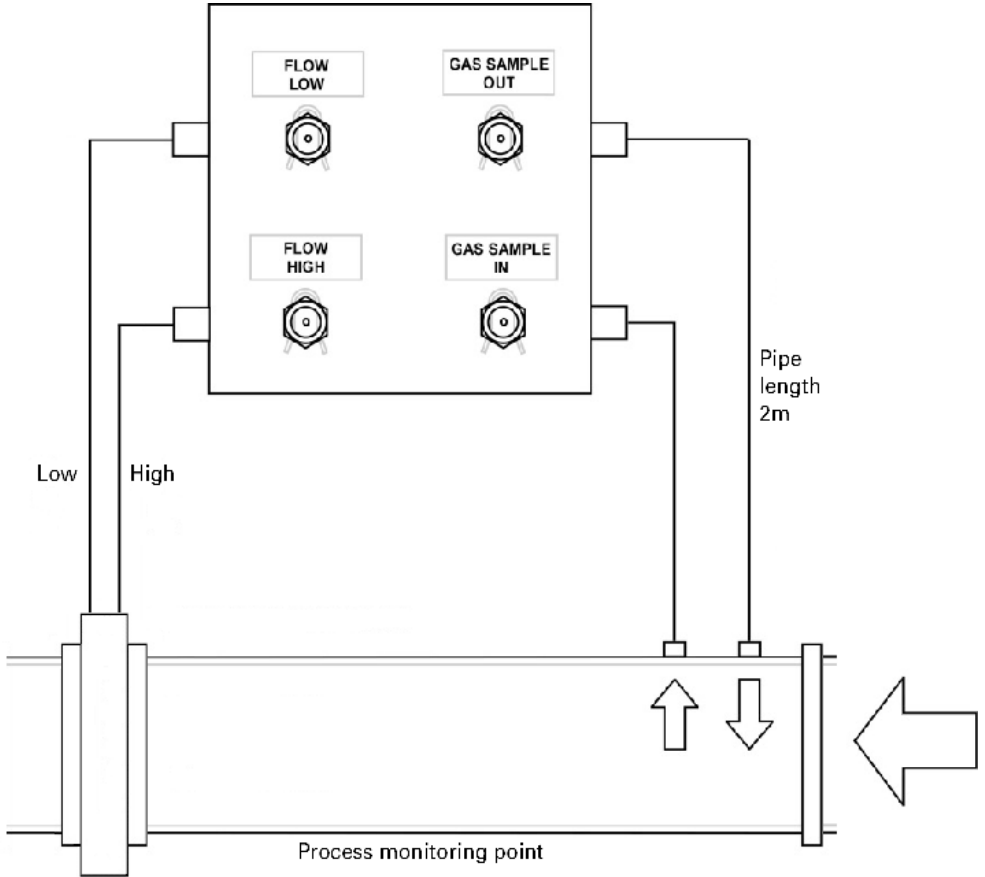 FLOW
LOW
GAS SAMPLE
OUT
FLOW
HIGH
GAS SAMPLE
IN
Pipe
length
2m
Low
High
Process monitoring point